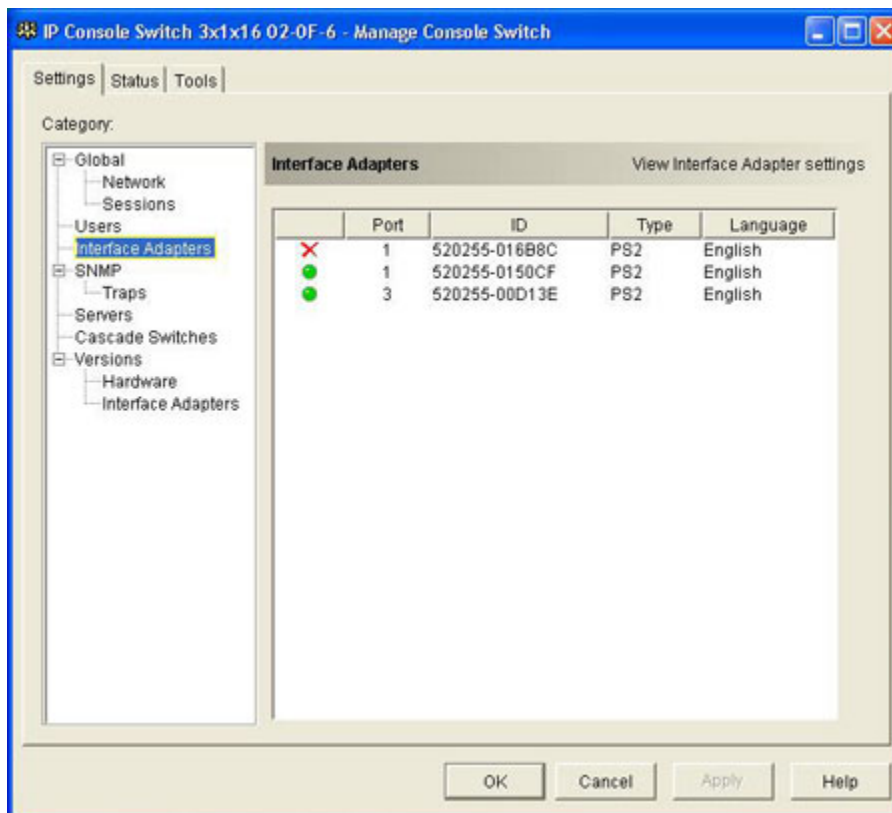 IP Console Switch 3x1x16 02-0F-6 - Manage Console Switch
Settings Status Tools
Category:
Global
Network
Sessions
Users
Interface Adapters
SNMP
Traps
Servers
Cascade Switches
Versions
Hardware
Interface Adapters
Interface Adapters View Interface Adapter settings
Port ID Type Language
1 520255-016B8C PS2 English
1 520255-0150CF PS2 English
3 520255-00D13E PS2 English
OK Cancel Apply Help